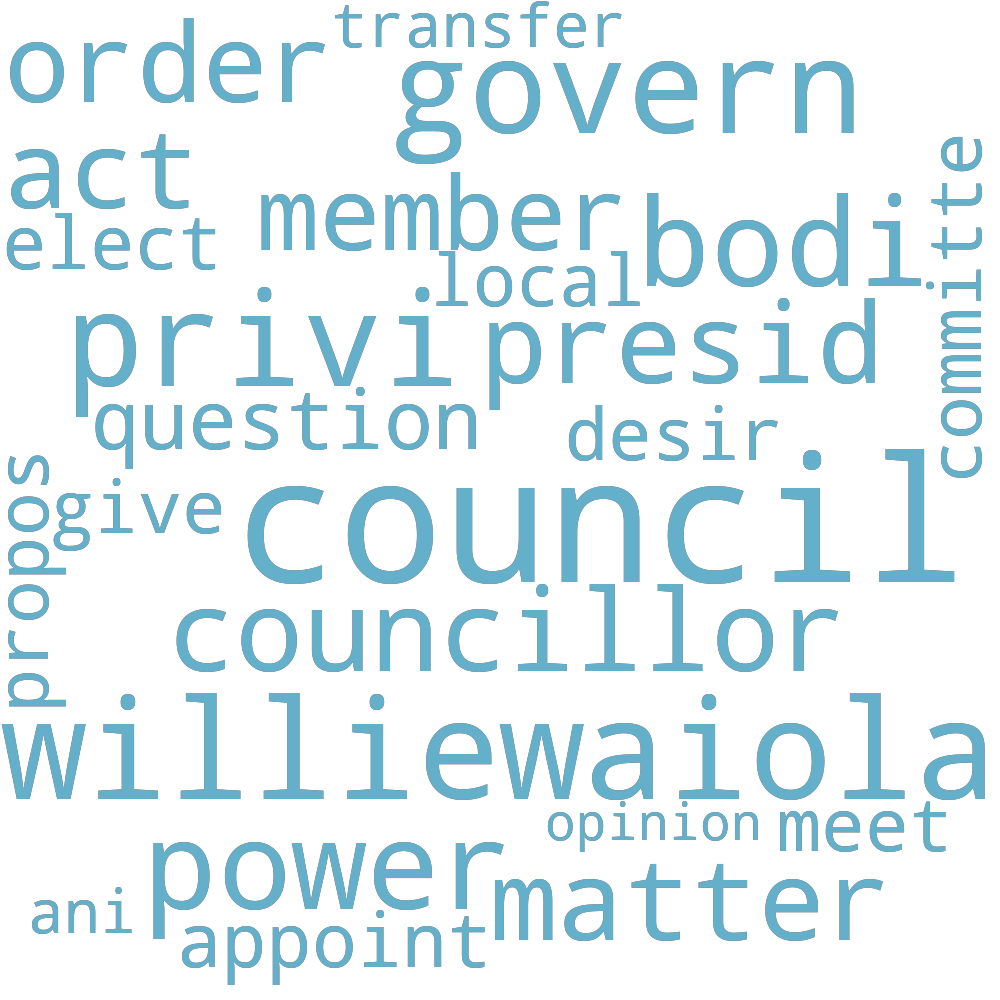 transfer
order
govern
act
member
committe
elect
bodi
local
privi
presid
question
desir
council
propos
give
councillor
williewaiola
opinion
meet
power
matter
ani
appoint